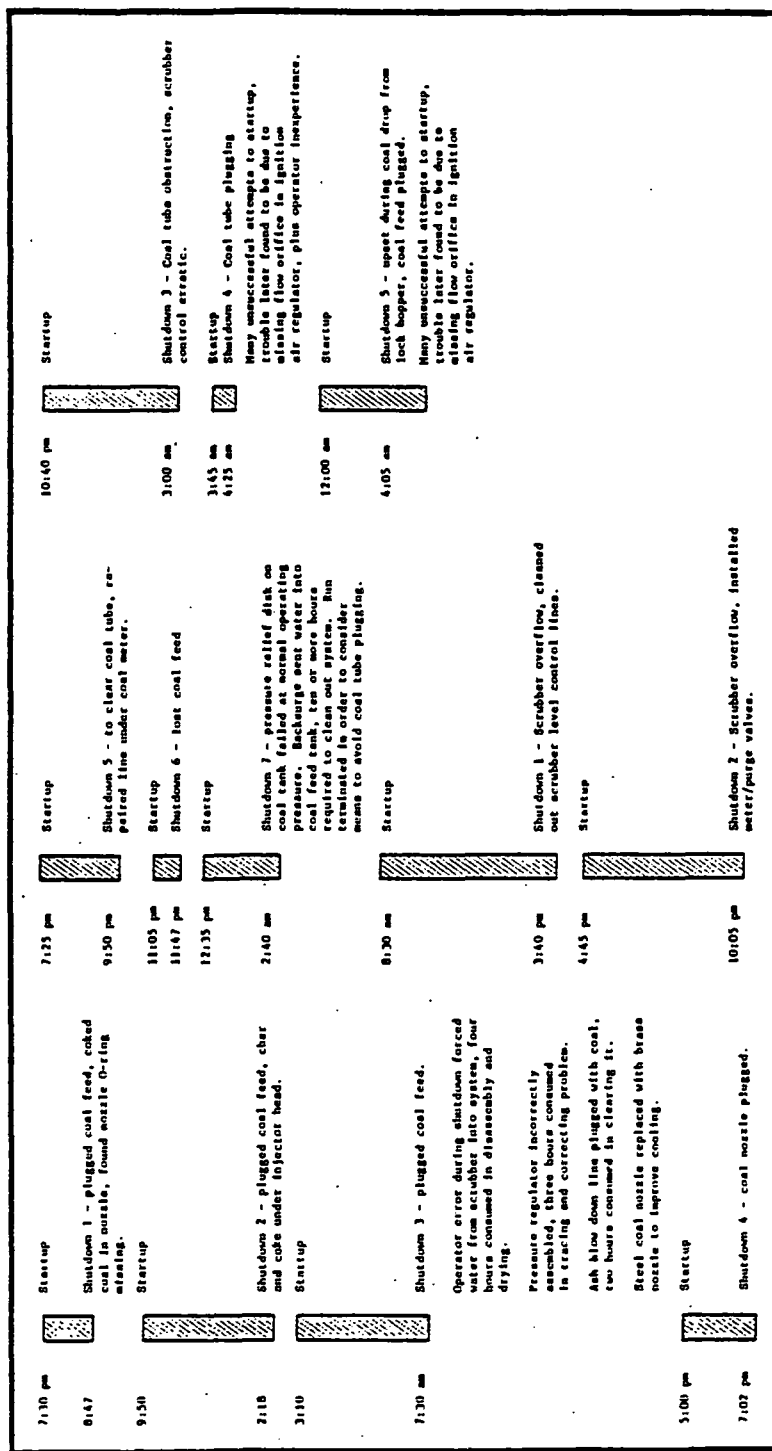 7:30 pm Startup
8:47 Shutdown 1 - plugged coal feed, coked
coal in nozzle, found nozzle O-ring
missing.
9:50 Startup
2:18 Shutdown 2 - plugged coal feed, char
and coke under injector head.
3:10 Startup
7:30 am Shutdown 3 - plugged coal feed.
Operator error during shutdown forced
water from scrubber into system, four
hours consumed in disassembly and
drying.
Pressure regulator incorrectly
assembled, three hours consumed
in tracing and correcting problem.
Ash blow down line plugged with coal,
two hours consumed in clearing it.
Steel coal nozzle replaced with brass
nozzle to improve cooling.
5:00 pm Startup
7:02 pm Shutdown 4 - coal nozzle plugged.
7:25 pm Startup
9:50 pm Shutdown 5 - to clear coal tube, re-
paired line under coal meter.
11:05 pm Startup
11:47 pm Shutdown 6 - lost coal feed
12:35 pm Startup
2:40 am Shutdown 7 - pressure relief disk on
coal tank failed at normal operating
pressure. Backsurge sent water into
coal feed tank, ten or more hours
required to clean out system. Run
terminated in order to consider
means to avoid coal tube plugging.
8:30 am Startup
3:40 pm Shutdown 1 - Scrubber overflow, cleaned
out scrubber level control lines.
4:45 pm Startup
10:05 pm Shutdown 2 - Scrubber overflow, installed
meter/purge valves.
10:40 pm Startup
3:00 am Shutdown 3 - Coal tube obstruction, scrubber
control erratic.
3:45 am Startup
4:25 am Shutdown 4 - Coal tube plugging
Many unsuccessful attempts to startup,
trouble later found to be due to
missing flow orifice in ignition
air regulator, plus operator inexperience.
12:00 am Startup
4:05 am Shutdown 5 - upset during coal drop from
lock hopper, coal feed plugged.
Many unsuccessful attempts to startup,
trouble later found to be due to
missing flow orifice in ignition
air regulator.